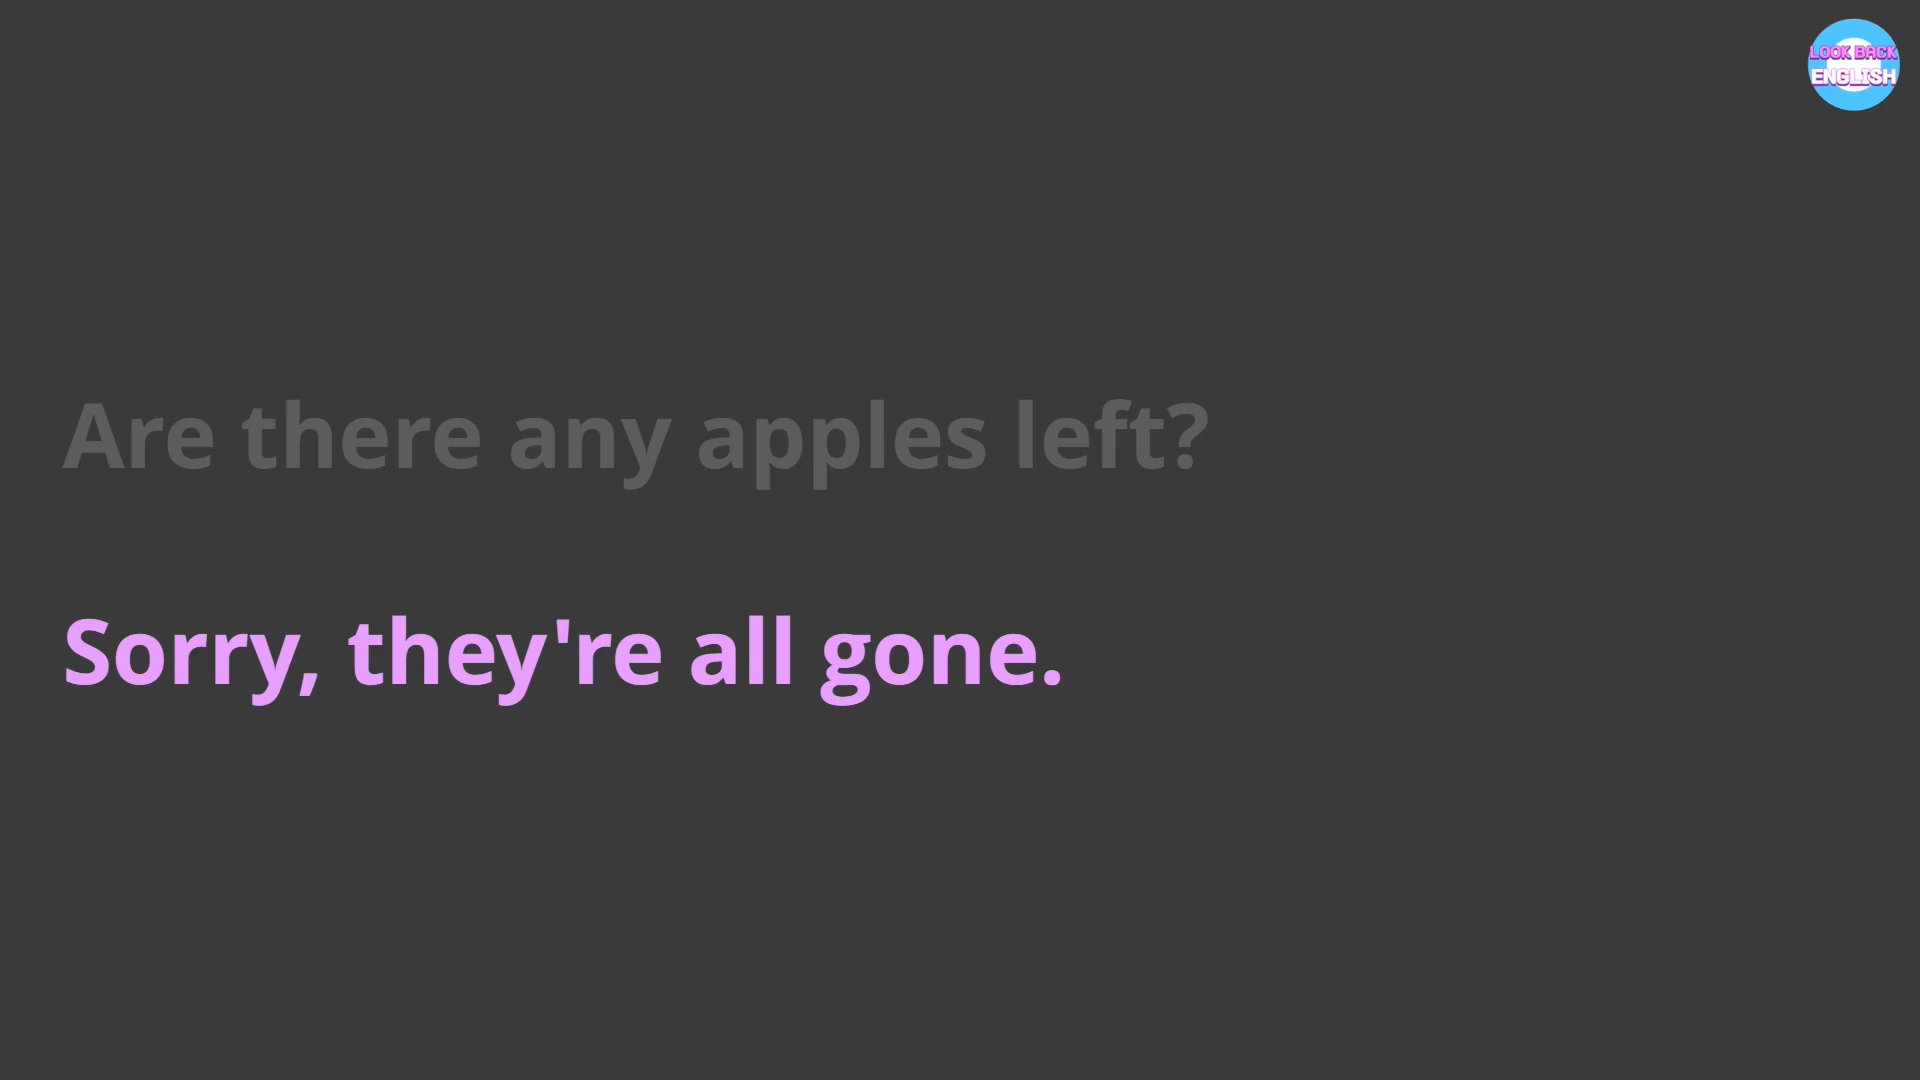 LOOK BACK
ENGLISH
Are there any apples left?
Sorry, they're all gone.